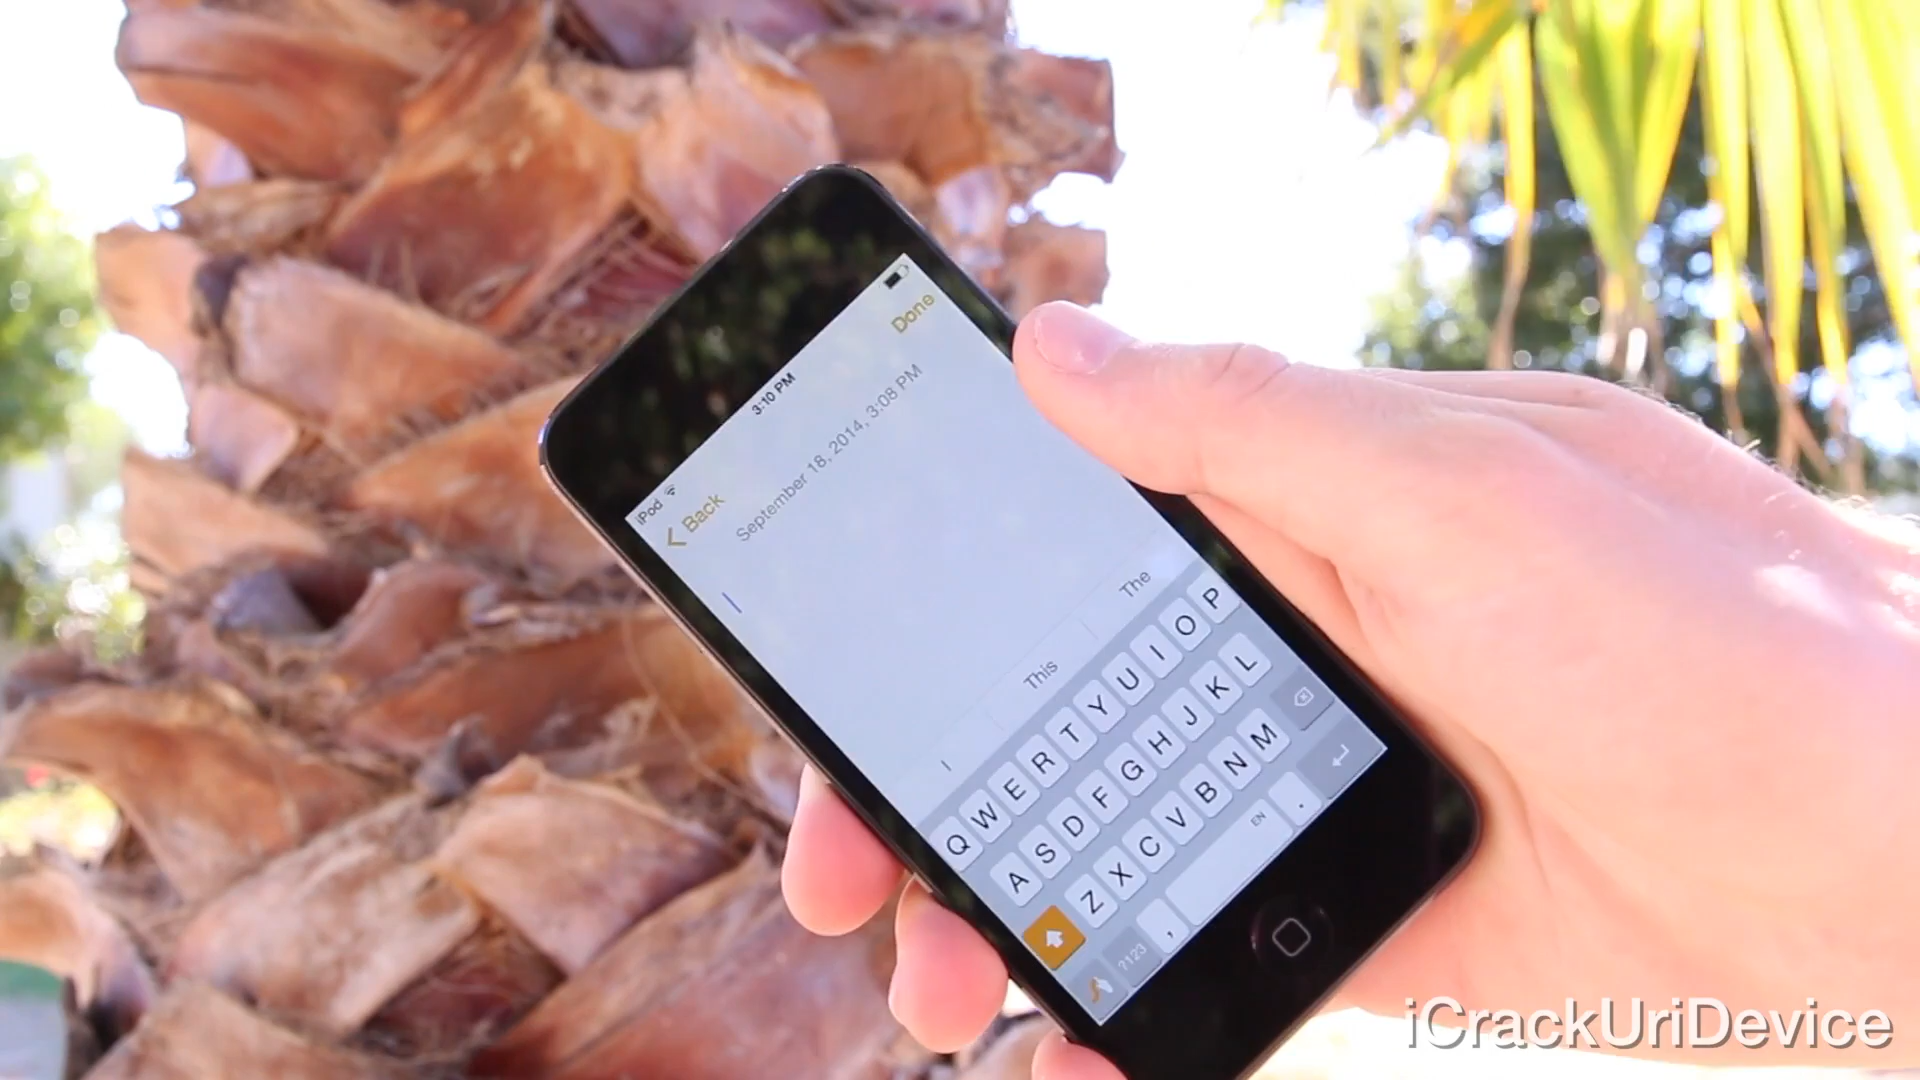 iPod
3:10 PM
Back
Done
September 18, 2014, 3:08 PM
I
This
The
Q W E R T Y U I O P
A S D F G H J K L
Z X C V B N M
?123 , EN .
iCrackUriDevice